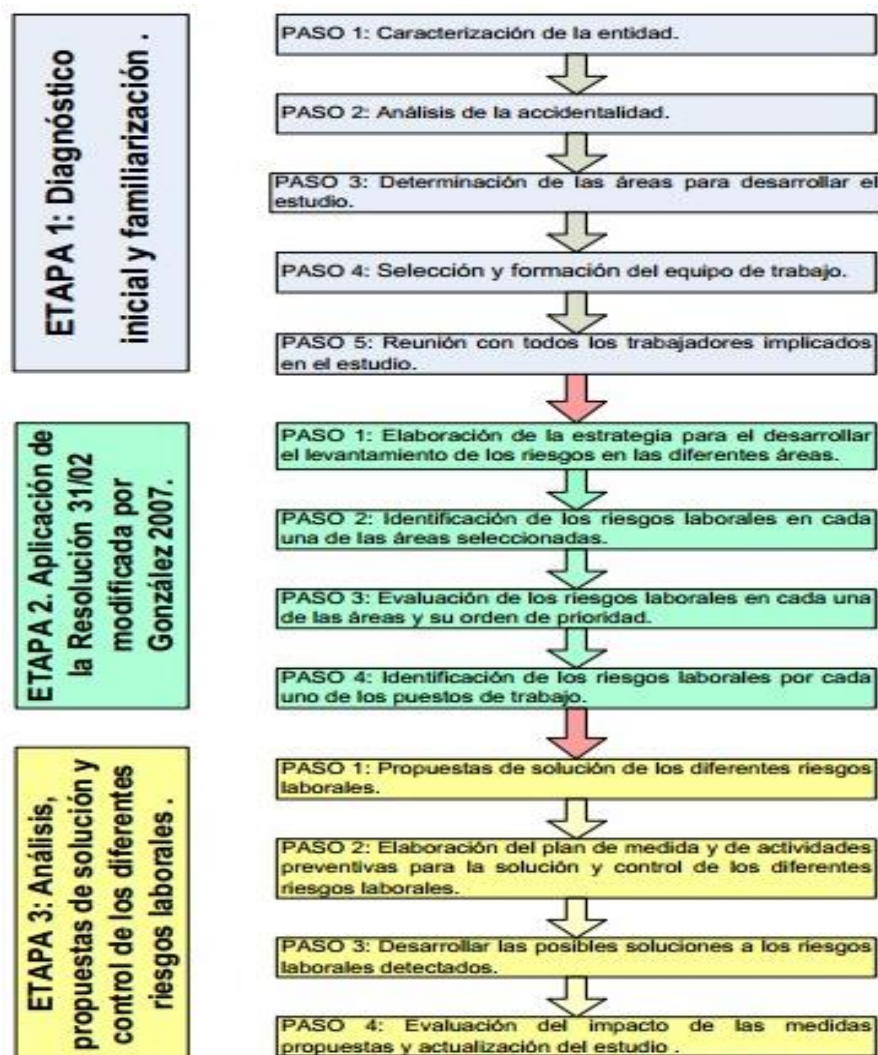 ETAPA 1: Diagnóstico
inicial y familiarización .
PASO 1: Caracterización de la entidad.
PASO 2: Análisis de la accidentalidad.
PASO 3: Determinación de las áreas para desarrollar el
estudio.
PASO 4: Selección y formación del equipo de trabajo.
PASO 5: Reunión con todos los trabajadores implicados
en el estudio.
ETAPA 2. Aplicación de
la Resolución 31/02
modificada por
González 2007.
PASO 1: Elaboración de la estrategia para el desarrollar
el levantamiento de los riesgos en las diferentes áreas.
PASO 2: Identificación de los riesgos laborales en cada
una de las áreas seleccionadas.
PASO 3: Evaluación de los riesgos laborales en cada una
de las áreas y su orden de prioridad.
PASO 4: Identificación de los riesgos laborales por cada
uno de los puestos de trabajo.
ETAPA 3: Análisis,
propuestas de solución y
control de los diferentes
riesgos laborales .
PASO 1: Propuestas de solución de los diferentes riesgos
laborales.
PASO 2: Elaboración del plan de medida y de actividades
preventivas para la solución y control de los diferentes
riesgos laborales.
PASO 3: Desarrollar las posibles soluciones a los riesgos
laborales detectados.
PASO 4: Evaluación del impacto de las medidas
propuestas y actualización del estudio .